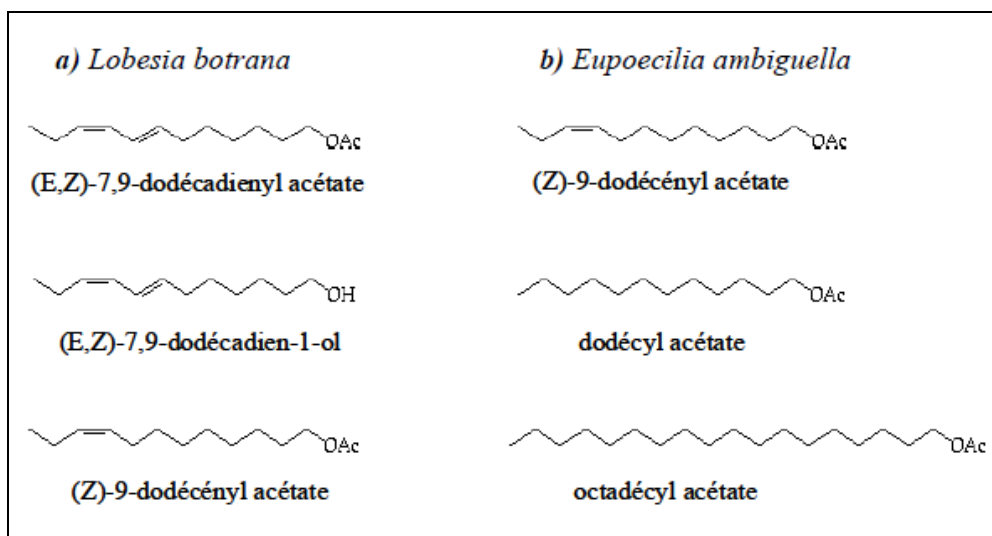 a) Lobesia botrana
OAc
(E,Z)-7,9-dodécadienyl acétate
OH
(E,Z)-7,9-dodécadien-1-ol
OAc
(Z)-9-dodécényl acétate
b) Eupoecilia ambiguella
OAc
(Z)-9-dodécényl acétate
OAc
dodécyl acétate
OAc
octadécyl acétate